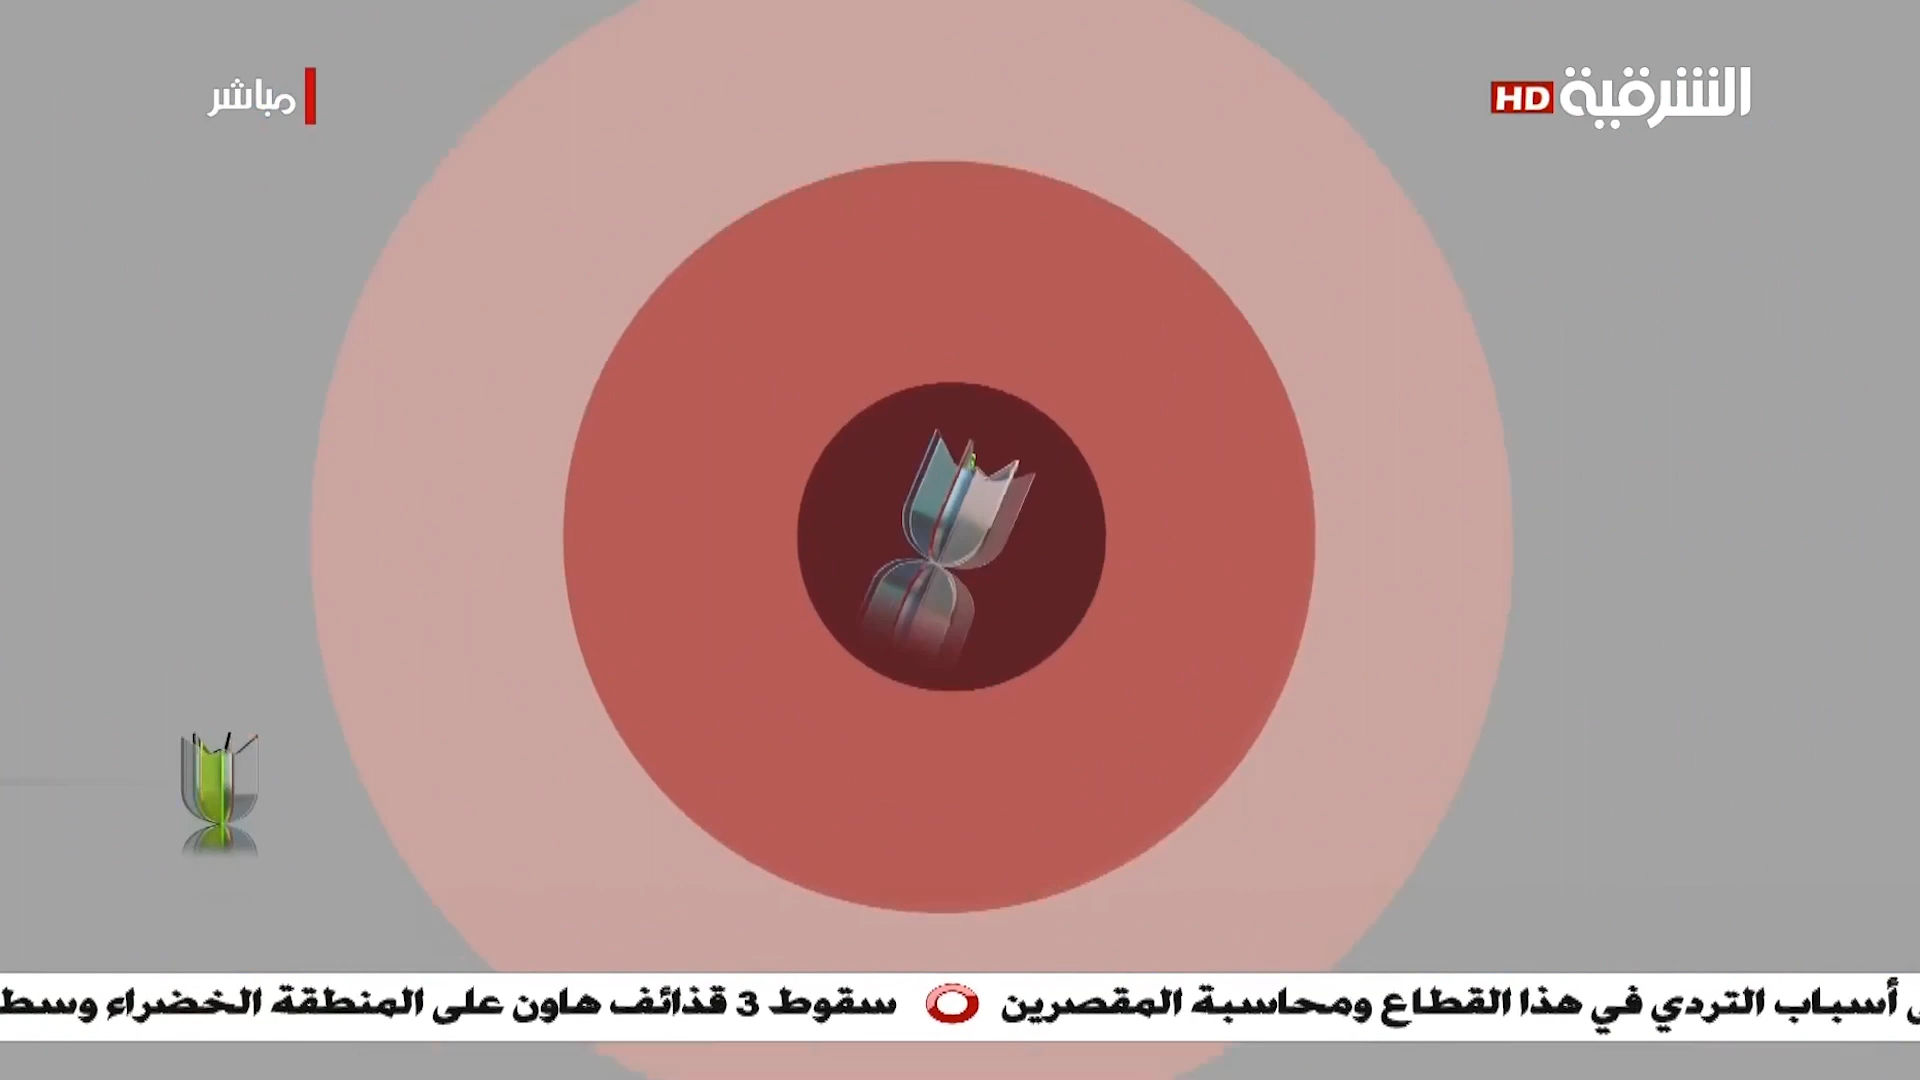 الشرقية HD
مباشر
أسباب التردي في هذا القطاع ومحاسبة المقصرين
سقوط 3 قذائف هاون على المنطقة الخضراء وسط